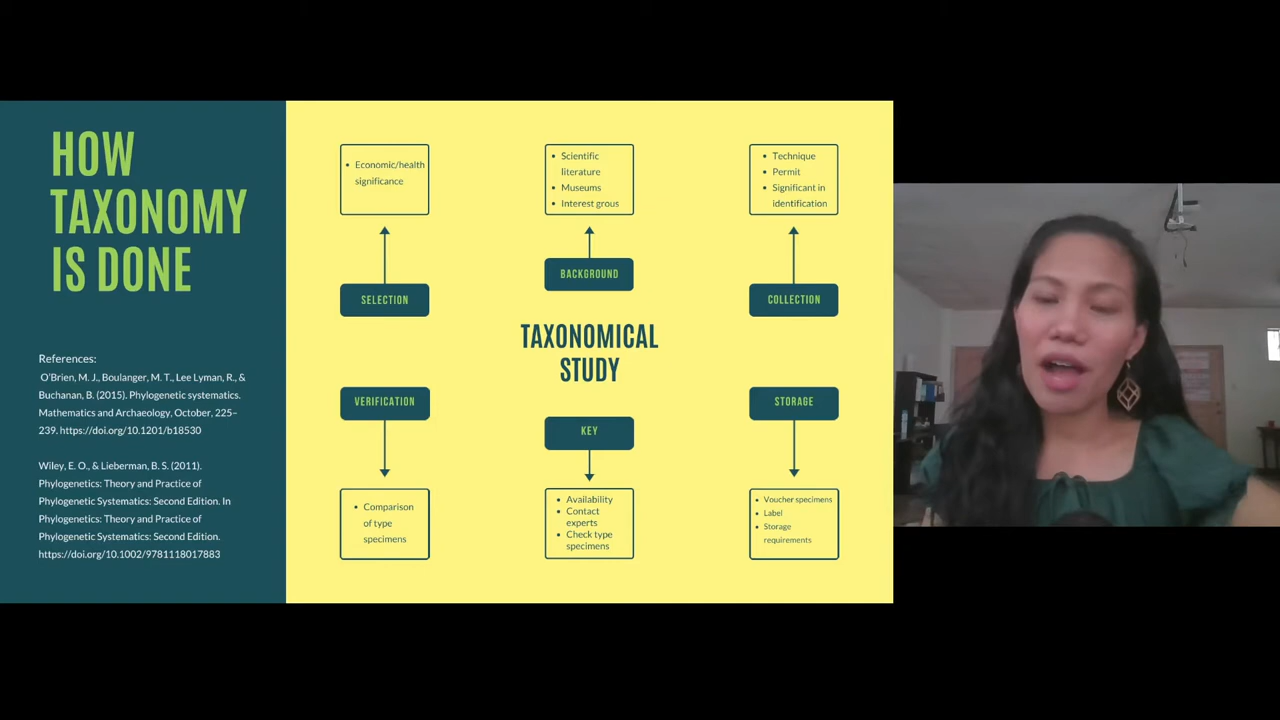 HOW
TAXONOMY
IS DONE
References:
O'Brien, M. J., Boulanger, M. T., Lee Lyman, R., &
Buchanan, B. (2015). Phylogenetic systematics.
Mathematics and Archaeology, October, 225–
239. https://doi.org/10.1201/b18530
Wiley, E. O., & Lieberman, B. S. (2011).
Phylogenetics: Theory and Practice of
Phylogenetic Systematics: Second Edition. In
Phylogenetics: Theory and Practice of
Phylogenetic Systematics: Second Edition.
https://doi.org/10.1002/9781118017883
• Economic/health
significance
• Scientific
literature
• Museums
• Interest grous
• Technique
• Permit
• Significant in
identification
SELECTION
BACKGROUND
COLLECTION
TAXONOMICAL
STUDY
VERIFICATION
KEY
STORAGE
• Comparison
of type
specimens
• Availability
• Contact
experts
• Check type
specimens
• Voucher specimens
• Label
• Storage
requirements